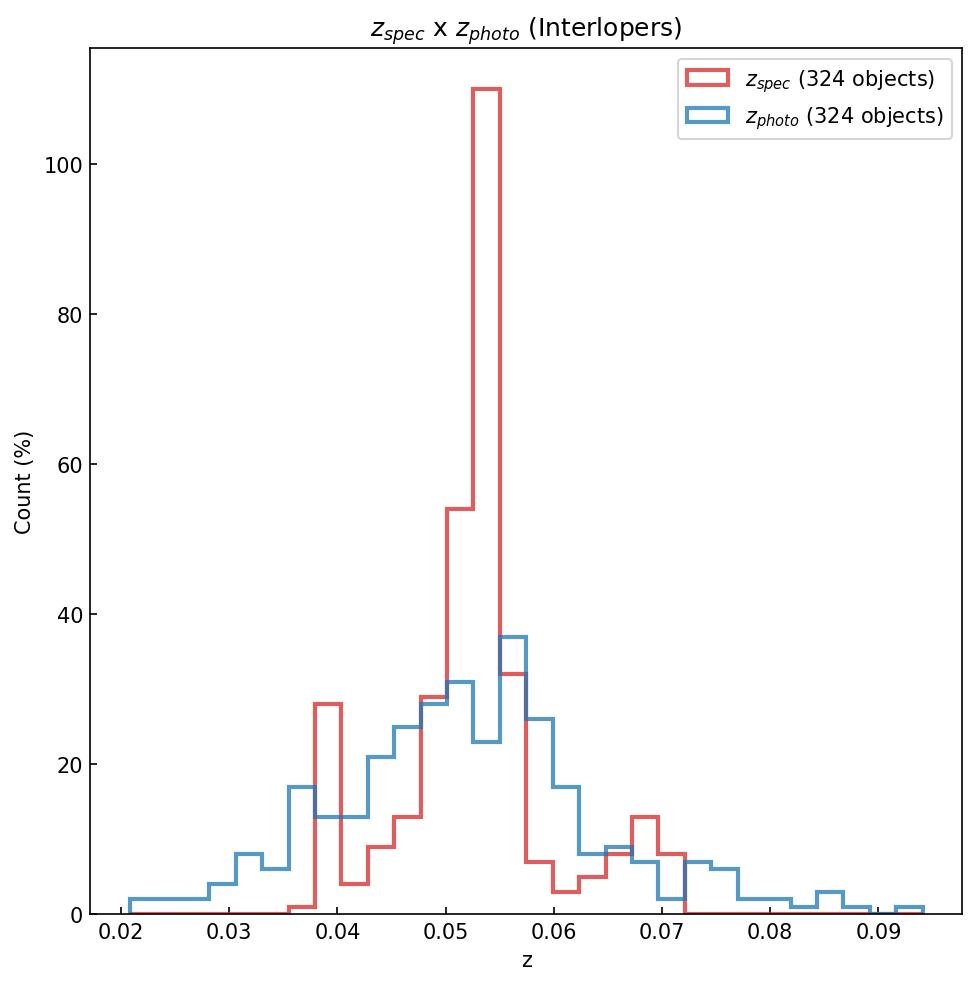 z_spec x z_photo (Interlopers)
z_spec (324 objects)
z_photo (324 objects)
Count (%)
100
80
60
40
20
0
0.02 0.03 0.04 0.05 0.06 0.07 0.08 0.09
z